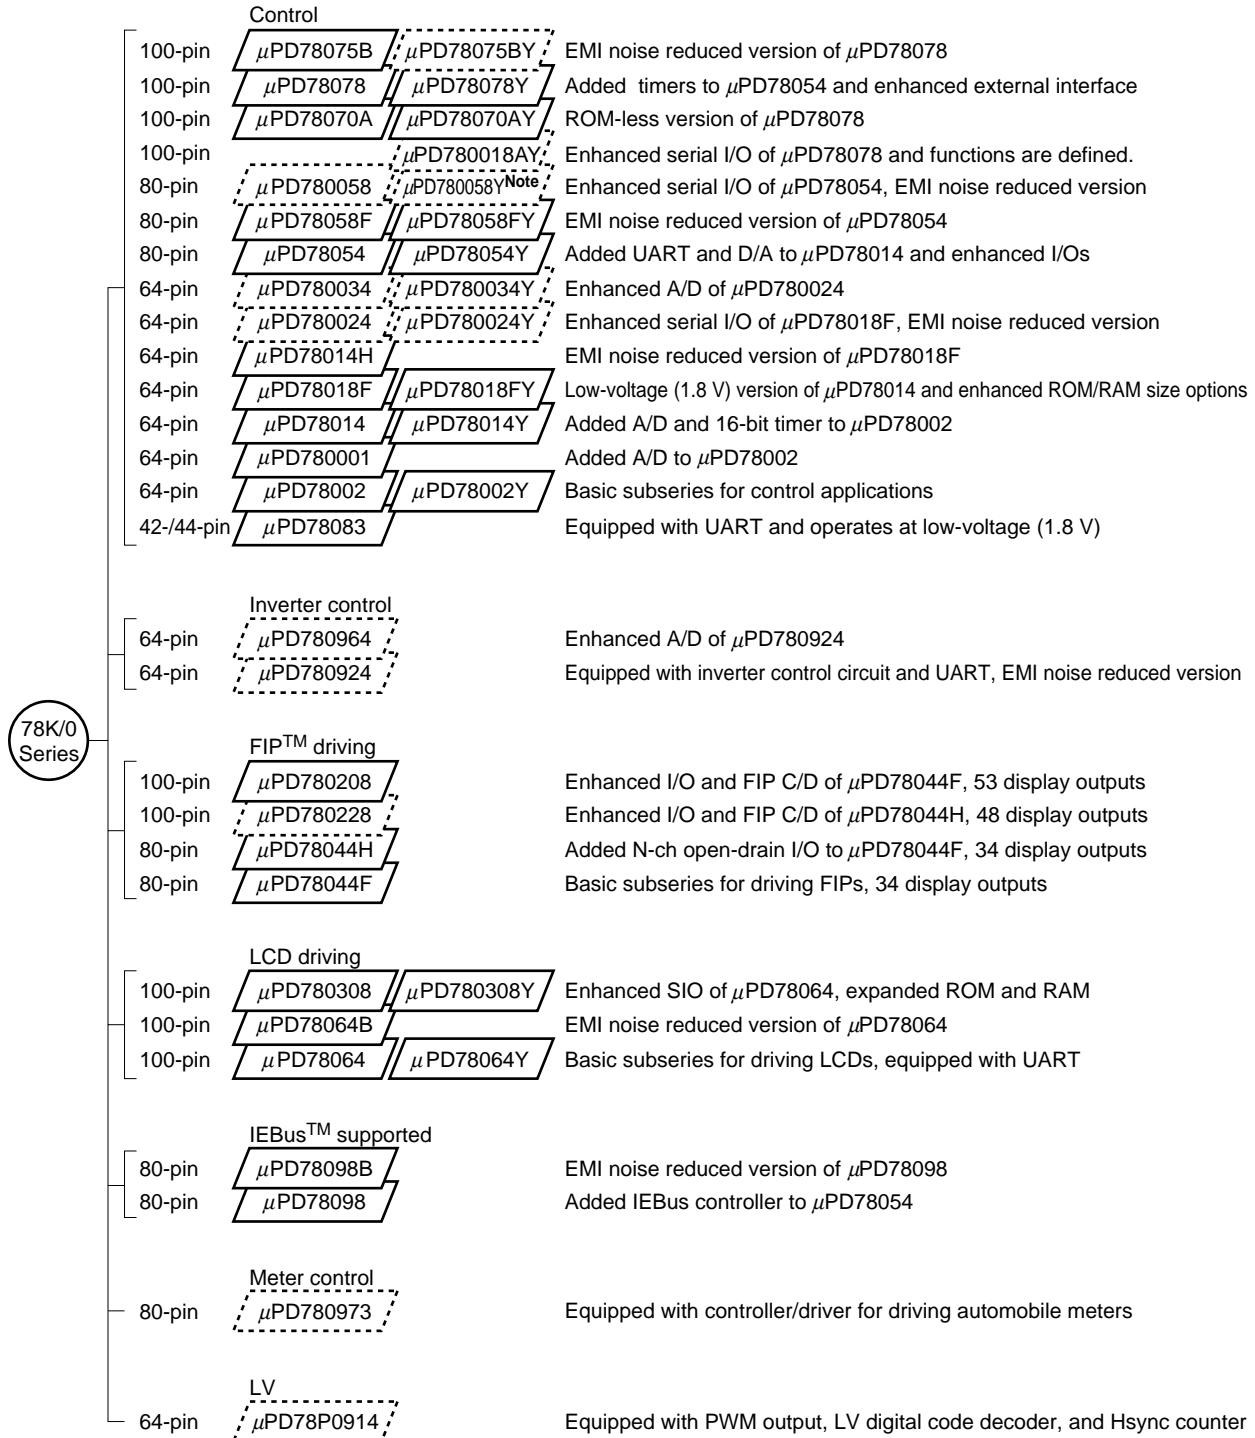 Control
100-pin μPD78075B μPD78075BY EMI noise reduced version of μPD78078
100-pin μPD78078 μPD78078Y Added timers to μPD78054 and enhanced external interface
100-pin μPD78070A μPD78070AY ROM-less version of μPD78078
100-pin μPD780018AY Enhanced serial I/O of μPD78078 and functions are defined.
80-pin μPD780058 μPD780058YNote Enhanced serial I/O of μPD78054, EMI noise reduced version
80-pin μPD78058F μPD78058FY EMI noise reduced version of μPD78054
80-pin μPD78054 μPD78054Y Added UART and D/A to μPD78014 and enhanced I/Os
64-pin μPD780034 μPD780034Y Enhanced A/D of μPD780024
64-pin μPD780024 μPD780024Y Enhanced serial I/O of μPD78018F, EMI noise reduced version
64-pin μPD78014H EMI noise reduced version of μPD78018F
64-pin μPD78018F μPD78018FY Low-voltage (1.8 V) version of μPD78014 and enhanced ROM/RAM size options
64-pin μPD78014 μPD78014Y Added A/D and 16-bit timer to μPD78002
64-pin μPD780001 Added A/D to μPD78002
64-pin μPD78002 μPD78002Y Basic subseries for control applications
42-/44-pin μPD78083 Equipped with UART and operates at low-voltage (1.8 V)
Inverter control
64-pin μPD780964 Enhanced A/D of μPD780924
64-pin μPD780924 Equipped with inverter control circuit and UART, EMI noise reduced version
78K/0
Series
FIP™ driving
100-pin μPD780208 Enhanced I/O and FIP C/D of μPD78044F, 53 display outputs
100-pin μPD780228 Enhanced I/O and FIP C/D of μPD78044H, 48 display outputs
80-pin μPD78044H Added N-ch open-drain I/O to μPD78044F, 34 display outputs
80-pin μPD78044F Basic subseries for driving FIPs, 34 display outputs
LCD driving
100-pin μPD780308 μPD780308Y Enhanced SIO of μPD78064, expanded ROM and RAM
100-pin μPD78064B EMI noise reduced version of μPD78064
100-pin μPD78064 μPD78064Y Basic subseries for driving LCDs, equipped with UART
IEBus™ supported
80-pin μPD78098B EMI noise reduced version of μPD78098
80-pin μPD78098 Added IEBus controller to μPD78054
Meter control
80-pin μPD780973 Equipped with controller/driver for driving automobile meters
LV
64-pin μPD78P0914 Equipped with PWM output, LV digital code decoder, and Hsync counter